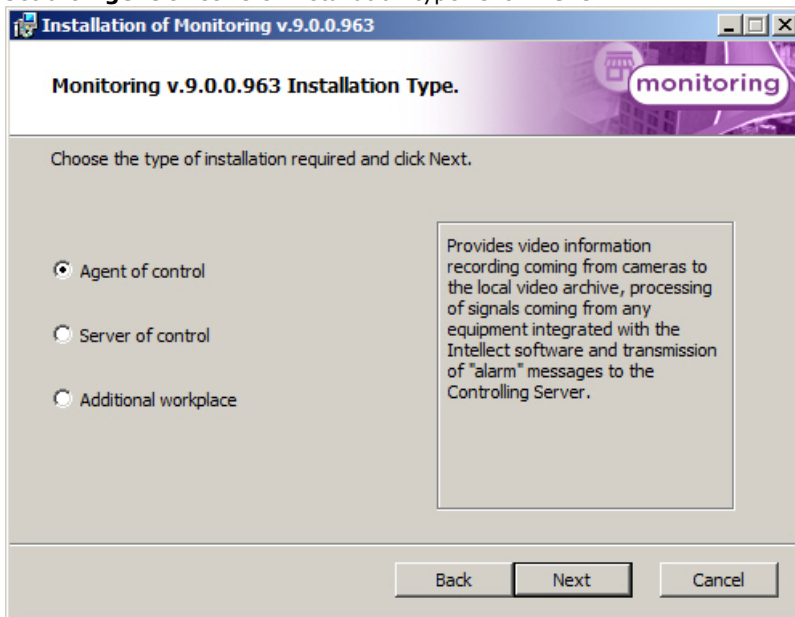 Installation of Monitoring v.9.0.0.963
Monitoring v.9.0.0.963 Installation Type.
monitoring
Choose the type of installation required and click Next.
Agent of control
Server of control
Additional workplace
Provides video information
recording coming from cameras to
the local video archive, processing
of signals coming from any
equipment integrated with the
Intellect software and transmission
of "alarm" messages to the
Controlling Server.
Back
Next
Cancel